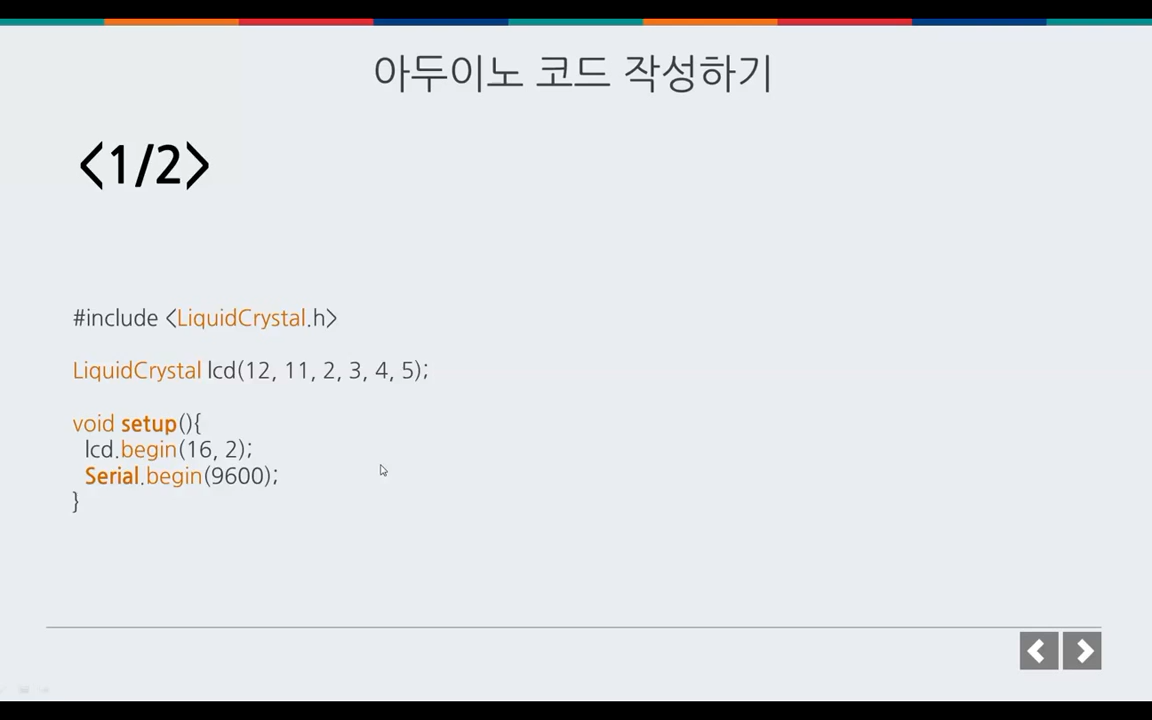 아두이노 코드 작성하기
<1/2>
#include <LiquidCrystal.h>
LiquidCrystal lcd(12, 11, 2, 3, 4, 5);
void setup(){
lcd.begin(16, 2);
Serial.begin(9600);
}